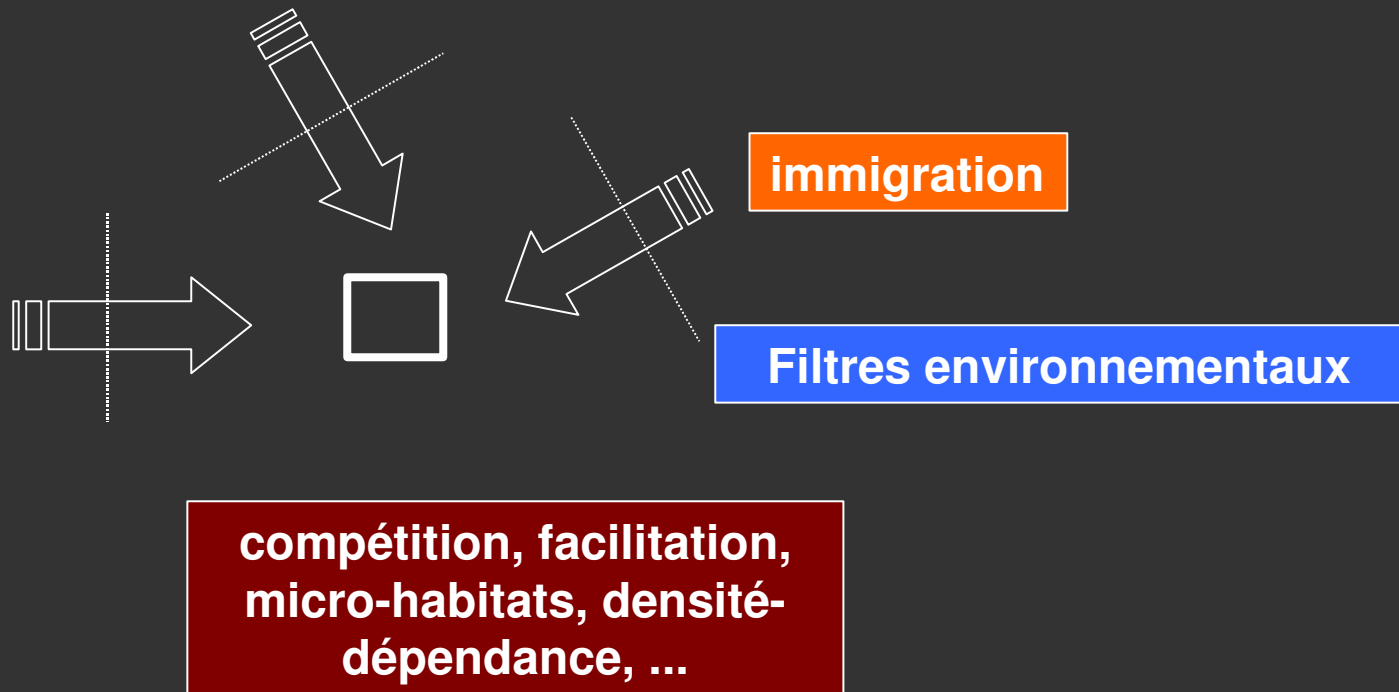 immigration
Filtres environnementaux
compétition, facilitation,
micro-habitats, densité-
dépendance, ...